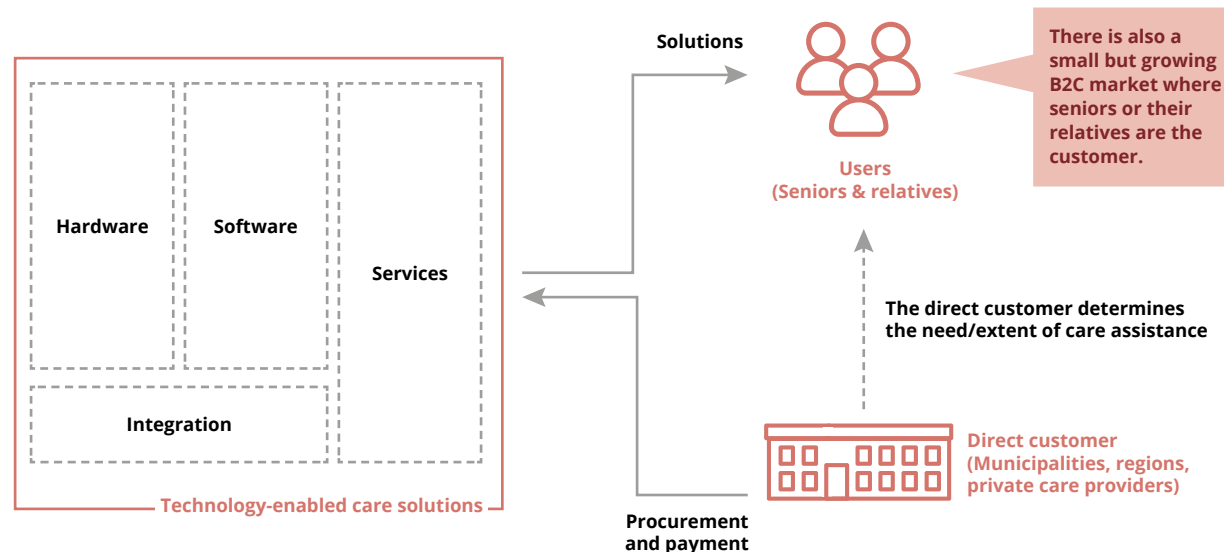 Solutions
There is also a
small but growing
B2C market where
seniors or their
relatives are the
customer.
Users
(Seniors & relatives)
Hardware
Software
Services
Integration
Technology-enabled care solutions
The direct customer determines
the need/extent of care assistance
Direct customer
(Municipalities, regions,
private care providers)
Procurement
and payment